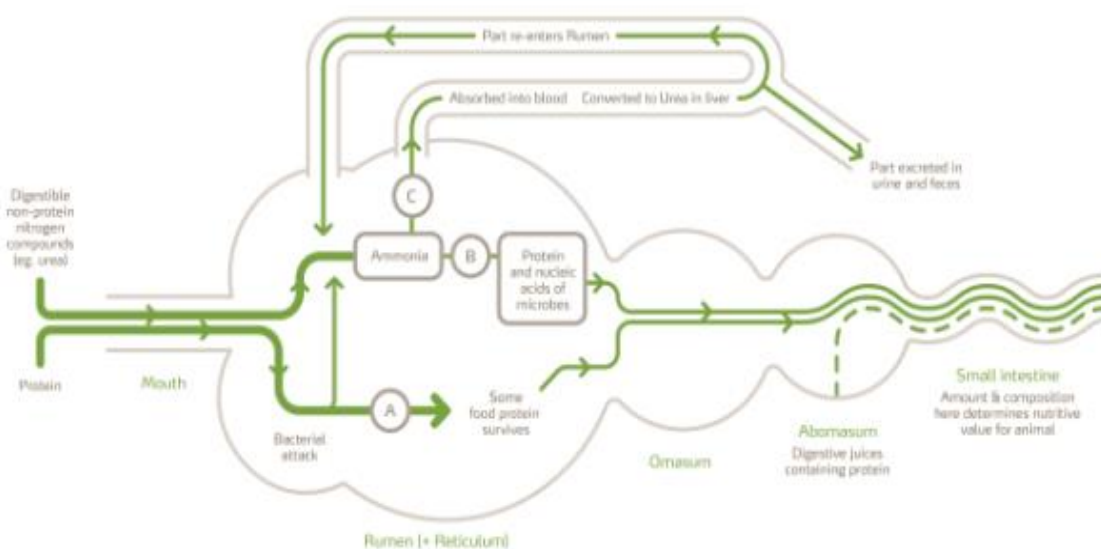 Part re-enters Rumen
Absorbed into blood
Converted to Urea in liver
Part excreted in
urine and feces
Digestible
non-protein
nitrogen
compounds
(eg. urea)
C
Ammonia
B
Protein
and nucleic
acids of
microbes
Protein
Mouth
A
Bacterial
attack
Some
food protein
survives
Omasum
Abomasum
Digestive juices
containing protein
Small intestine
Amount & composition
here determines nutritive
value for animal
Rumen (+ Reticulum)